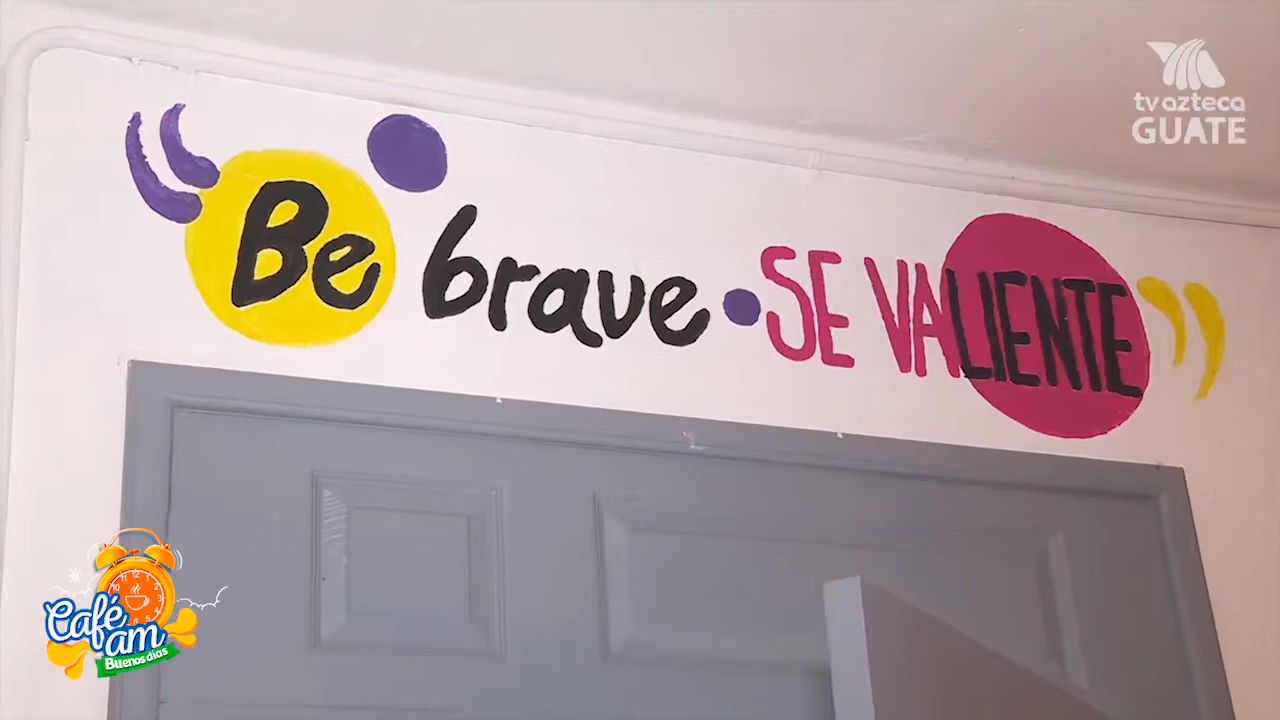 tv azteca
GUATE
“Be brave • SE VALIENTE”
Café
am
Buenos días